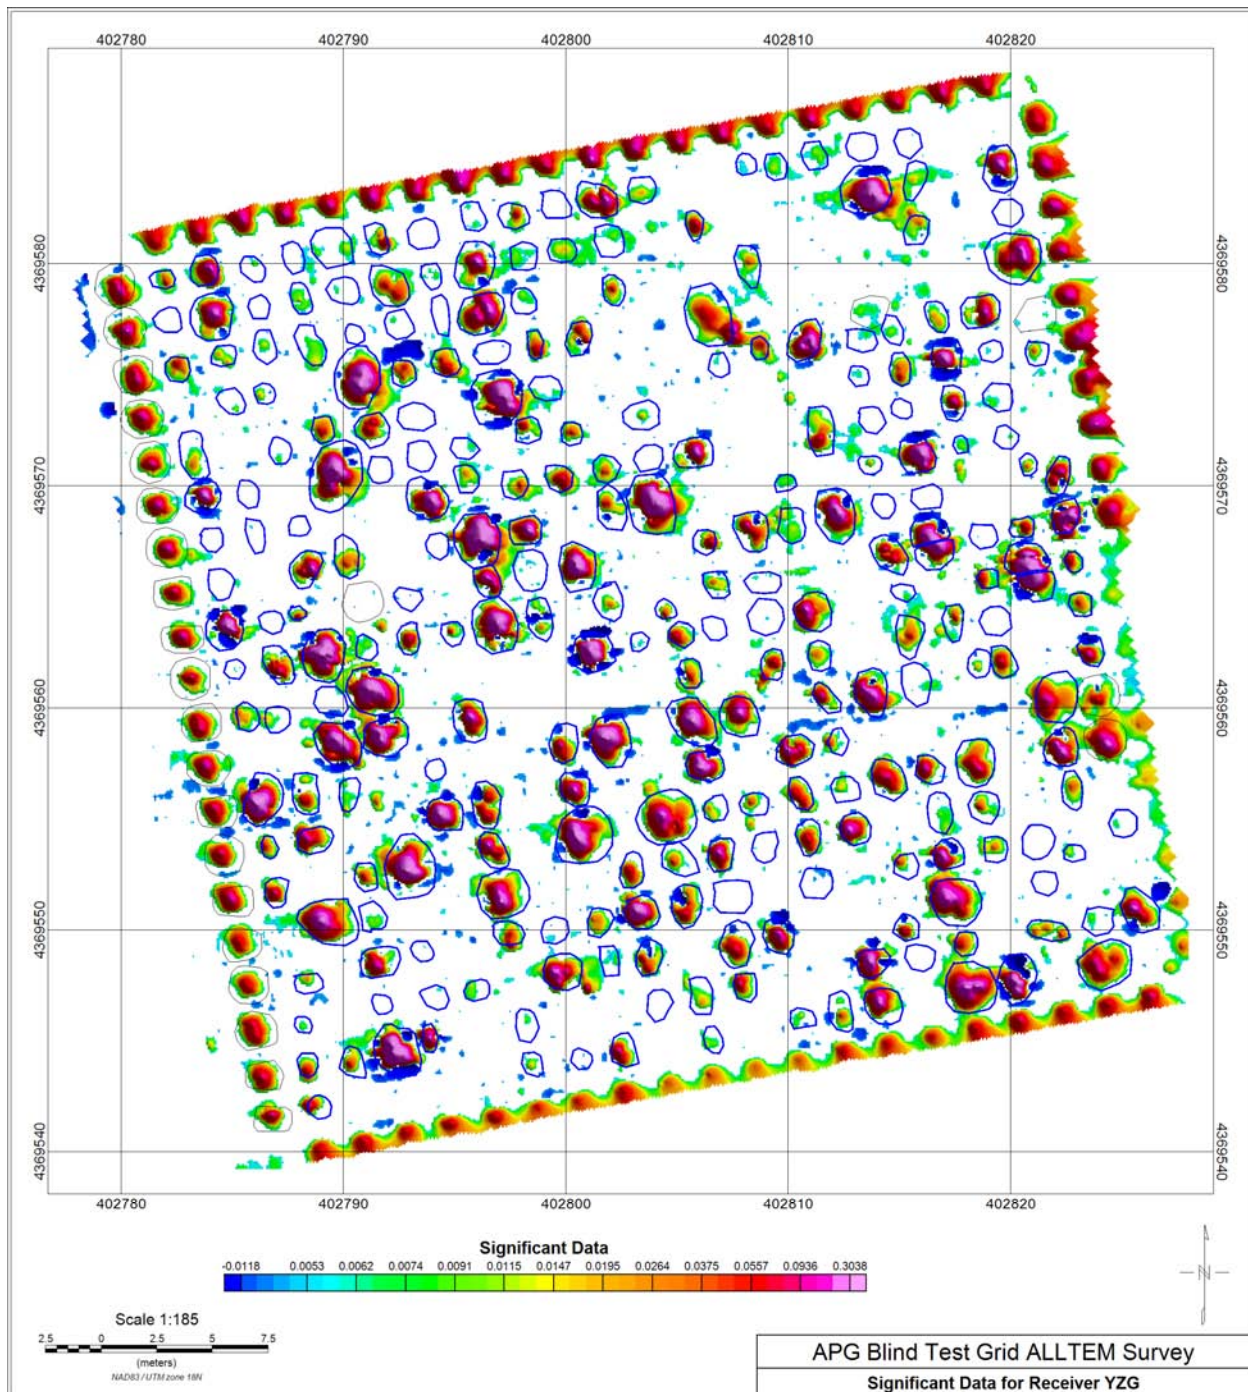 402780 402790 402800 402810 402820
4369580 4369580
4369570 4369570
4369560 4369560
4369550 4369550
4369540 4369540
402780 402790 402800 402810 402820
Significant Data
-0.0118 0.0053 0.0062 0.0074 0.0091 0.0115 0.0147 0.0195 0.0264 0.0375 0.0557 0.0936 0.3038
Scale 1:185
2.5 0 2.5 5 7.5
(meters)
NAD83 / UTM zone 18N
N
APG Blind Test Grid ALLTEM Survey
Significant Data for Receiver YZG